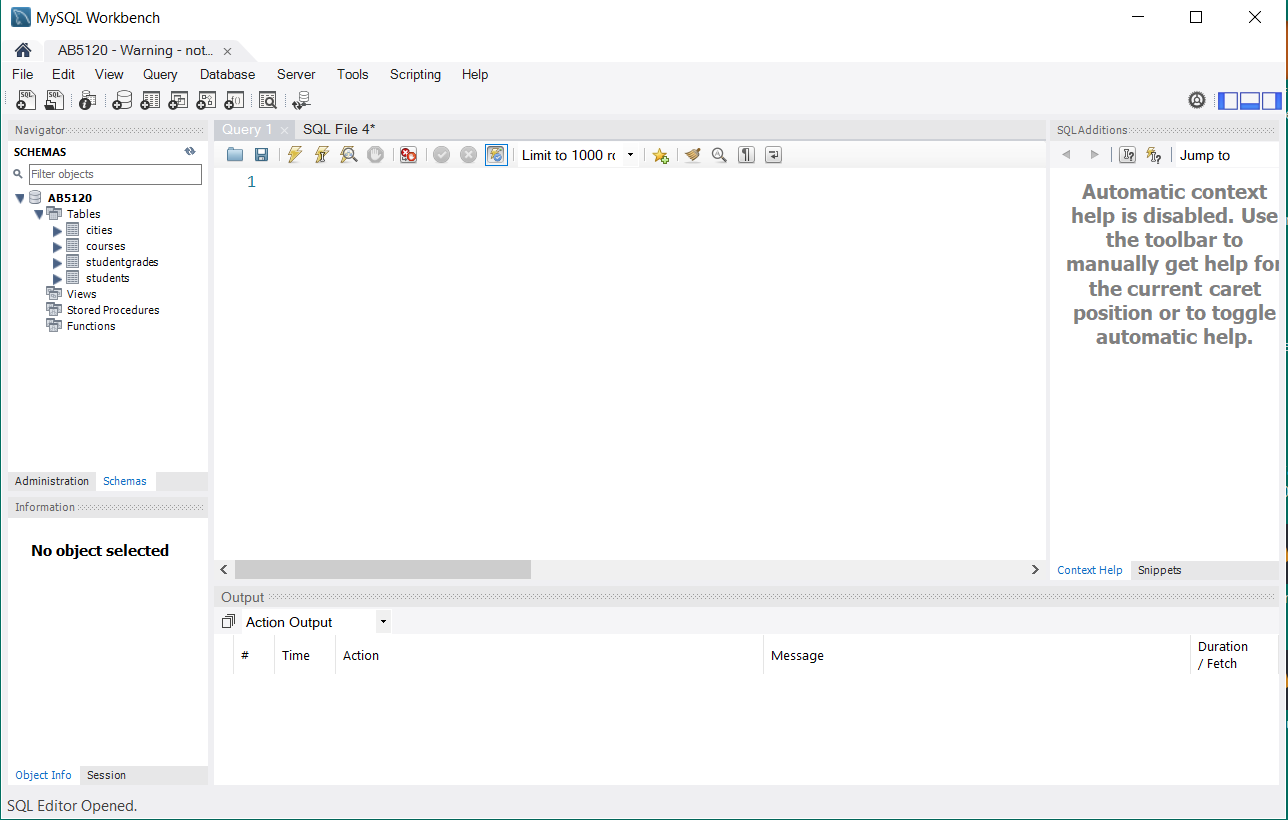 MySQL Workbench
AB5120 - Warning - not...
File Edit View Query Database Server Tools Scripting Help
Navigator
SCHEMAS
Filter objects
AB5120
Tables
cities
courses
studentgrades
students
Views
Stored Procedures
Functions
Administration Schemas
Information
No object selected
Object Info Session
Query 1 SQL File 4*
Limit to 1000 rc
1
Output
Action Output
# Time Action Message Duration
/ Fetch
SQLAdditions
Jump to
Automatic context
help is disabled. Use
the toolbar to
manually get help for
the current caret
position or to toggle
automatic help.
Context Help Snippets
SQL Editor Opened.